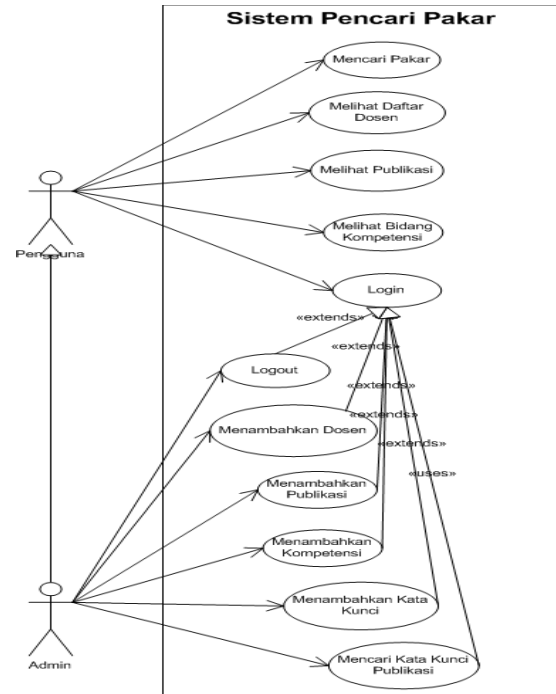 Sistem Pencari Pakar
Mencari Pakar
Melihat Daftar
Dosen
Melihat Publikasi
Melihat Bidang
Kompetensi
Pengguna
Login
«extends»
Logout
«extends»
«extends»
Menambahkan Dosen
«extends»
«extends»
«uses»
Menambahkan
Publikasi
Menambahkan
Kompetensi
Menambahkan Kata
Kunci
Mencari Kata Kunci
Publikasi
Admin